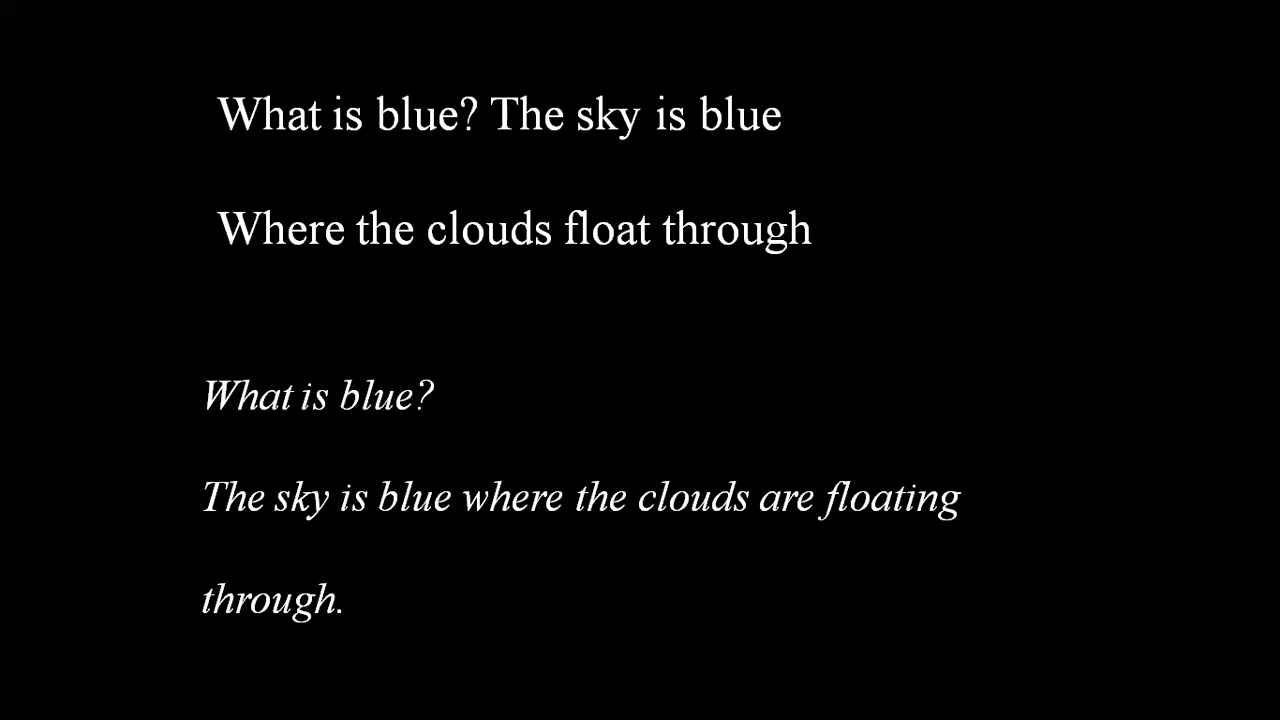 What is blue? The sky is blue
Where the clouds float through
What is blue?
The sky is blue where the clouds are floating
through.